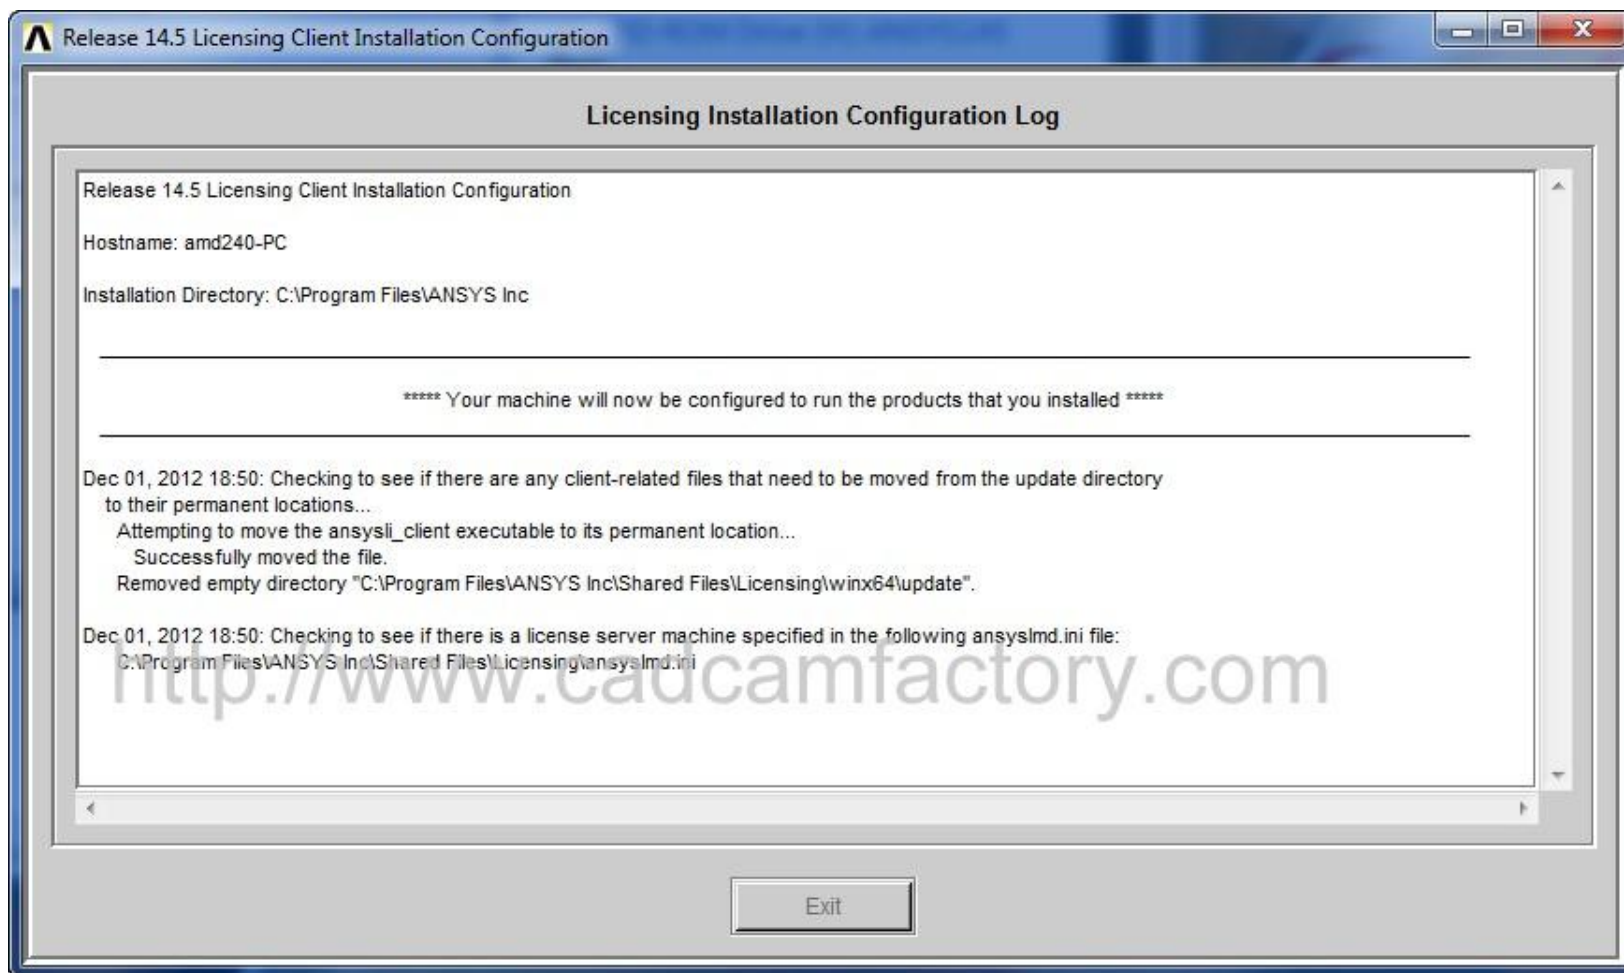 Release 14.5 Licensing Client Installation Configuration
Licensing Installation Configuration Log
Release 14.5 Licensing Client Installation Configuration
Hostname: amd240-PC
Installation Directory: C:\Program Files\ANSYS Inc
***** Your machine will now be configured to run the products that you installed *****
Dec 01, 2012 18:50: Checking to see if there are any client-related files that need to be moved from the update directory
to their permanent locations...
Attempting to move the ansysli_client executable to its permanent location...
Successfully moved the file.
Removed empty directory "C:\Program Files\ANSYS Inc\Shared Files\Licensing\winx64\update".
Dec 01, 2012 18:50: Checking to see if there is a license server machine specified in the following ansyslmd.ini file:
C:\Program Files\ANSYS Inc\Shared Files\Licensing\ansyslmd.ini
http://www.cadcamfactory.com
Exit